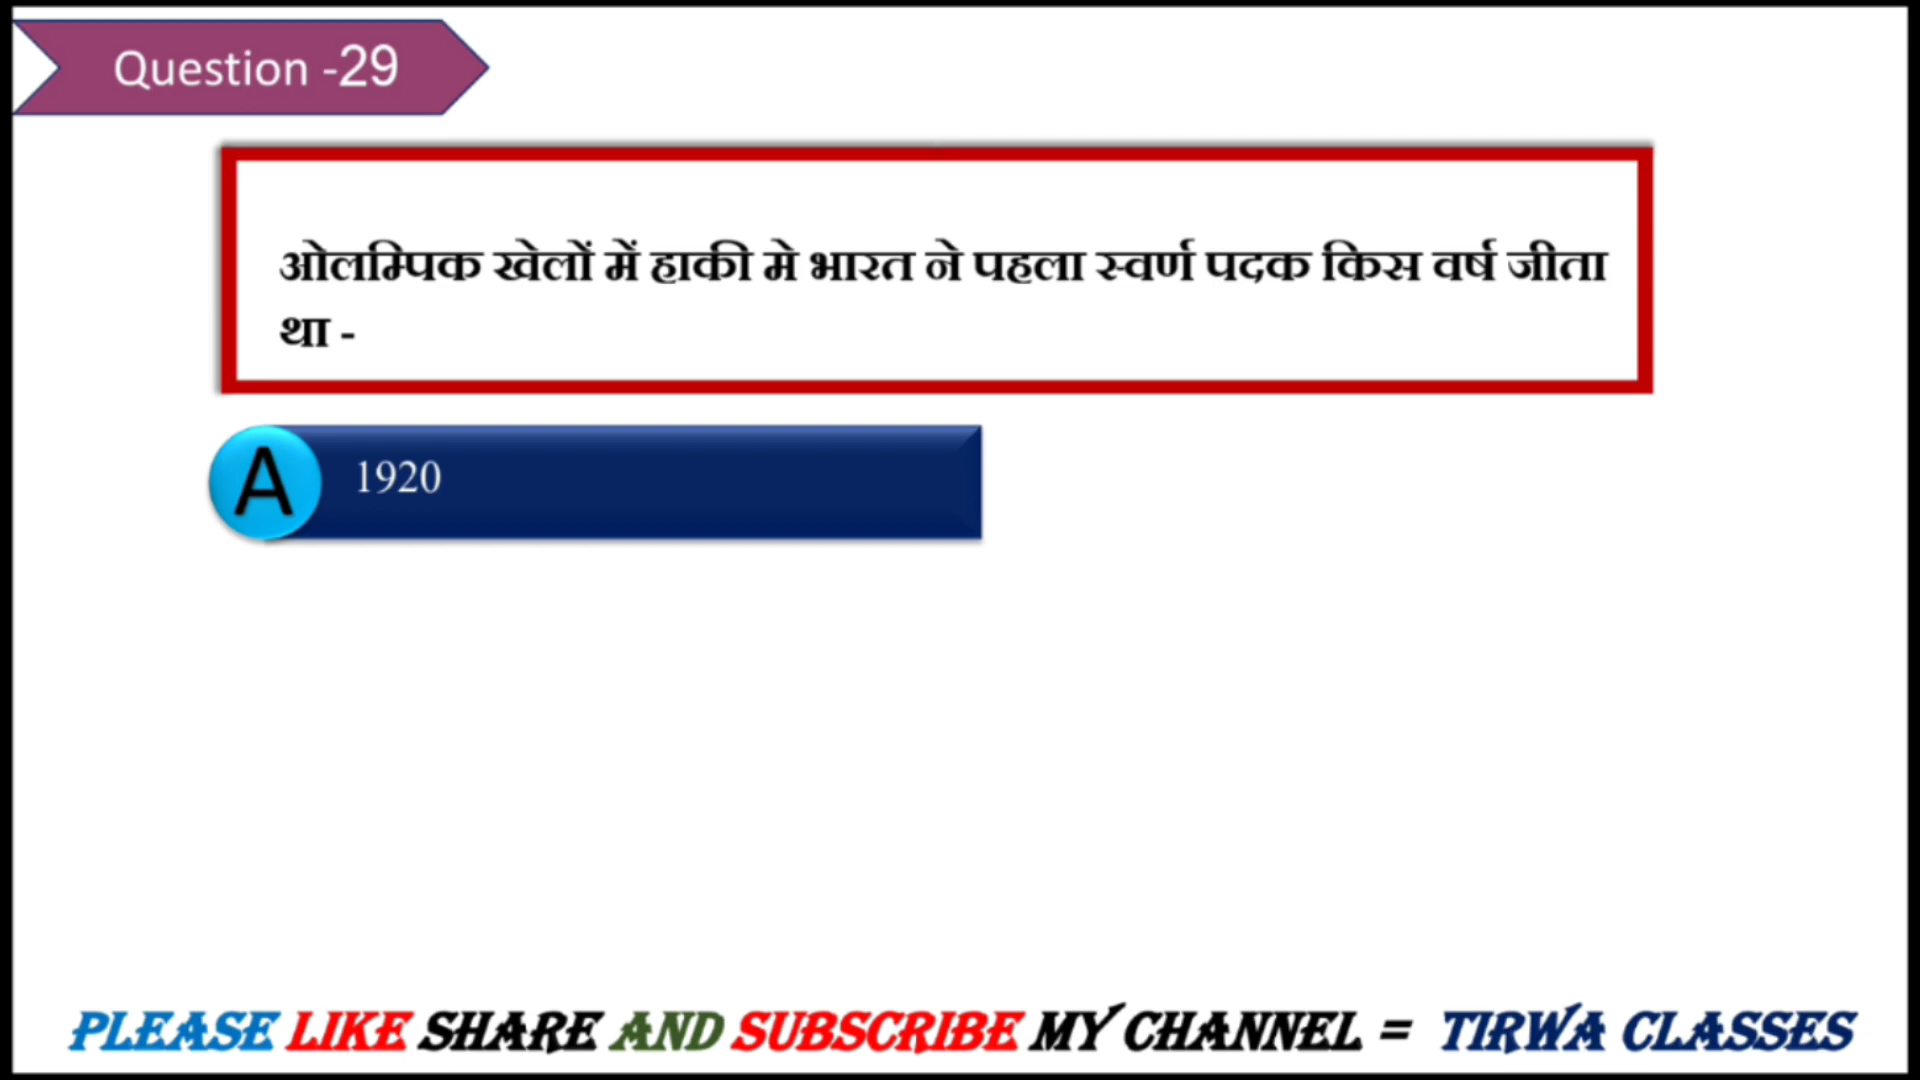 Question -29
ओलम्पिक खेलों में हाकी मे भारत ने पहला स्वर्ण पदक किस वर्ष जीता
था -
A 1920
PLEASE LIKE SHARE AND SUBSCRIBE MY CHANNEL = TIRWA CLASSES